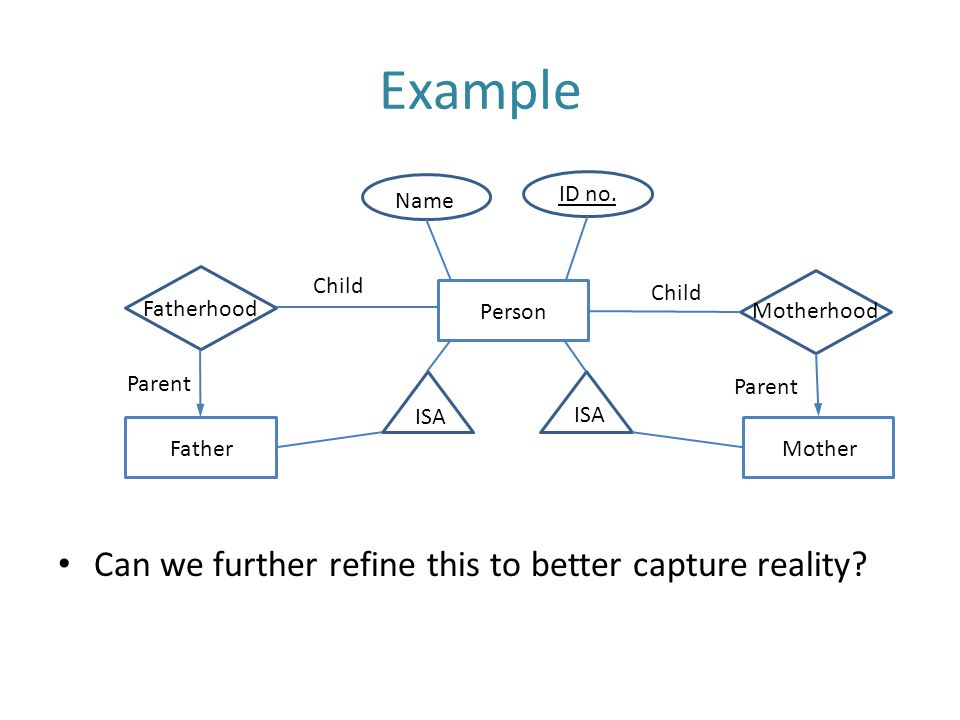 Example
Name
ID no.
Child
Child
Fatherhood
Person
Motherhood
Parent
Parent
ISA
ISA
Father
Mother
• Can we further refine this to better capture reality?